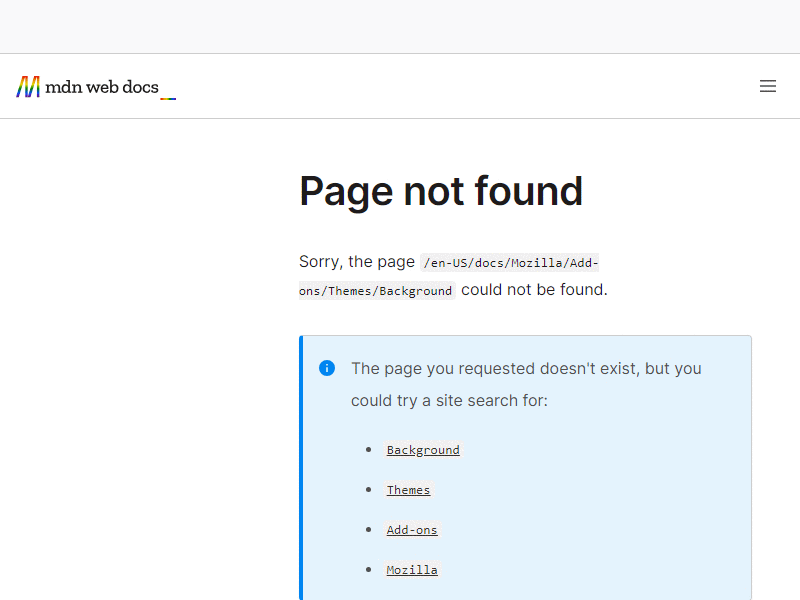 mdn web docs
Page not found
Sorry, the page /en-US/docs/Mozilla/Add-
ons/Themes/Background could not be found.
The page you requested doesn't exist, but you
could try a site search for:
Background
Themes
Add-ons
Mozilla